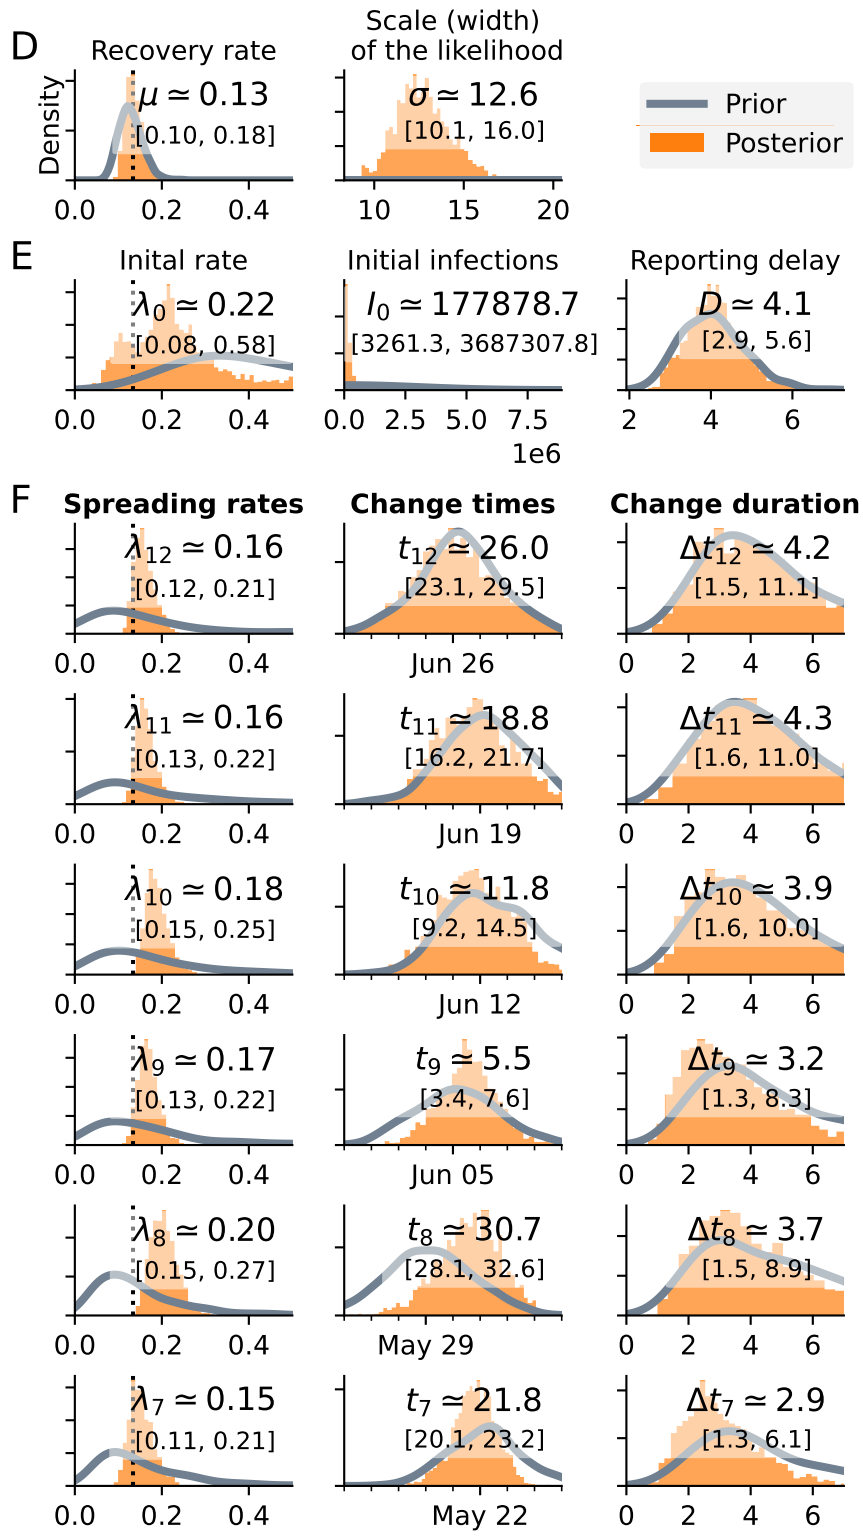 D
Recovery rate
Scale (width)
of the likelihood
Density
μ ≃ 0.13
[0.10, 0.18]
0.0 0.4
σ ≃ 12.6
[10.1, 16.0]
10 15 20
Prior
Posterior
E
Inital rate
λ0 ≃ 0.22
[0.08, 0.58]
0.0 0.2 0.4
Initial infections
I0 ≃ 177878.7
[3261.3, 3687307.8]
0.0 2.5 5.0 7.5
1e6
Reporting delay
D ≃ 4.1
[2.9, 5.6]
2 4 6
F
Spreading rates
Change times
Change duration
λ12 ≃ 0.16
[0.12, 0.21]
0.0 0.2 0.4
t12 ≃ 26.0
[23.1, 29.5]
Jun 26
Δt12 ≃ 4.2
[1.5, 11.1]
0 2 4 6
λ11 ≃ 0.16
[0.13, 0.22]
0.0 0.2 0.4
t11 ≃ 18.8
[16.2, 21.7]
Jun 19
Δt11 ≃ 4.3
[1.6, 11.0]
0 2 4 6
λ10 ≃ 0.18
[0.15, 0.25]
0.0 0.2 0.4
t10 ≃ 11.8
[9.2, 14.5]
Jun 12
Δt10 ≃ 3.9
[1.6, 10.0]
0 2 4 6
λ9 ≃ 0.17
[0.13, 0.22]
0.0 0.2 0.4
t9 ≃ 5.5
[3.4, 7.6]
Jun 05
Δt9 ≃ 3.2
[1.3, 8.3]
0 2 4 6
λ8 ≃ 0.20
[0.15, 0.27]
0.0 0.2 0.4
t8 ≃ 30.7
[28.1, 32.6]
May 29
Δt8 ≃ 3.7
[1.5, 8.9]
0 2 4 6
λ7 ≃ 0.15
[0.11, 0.21]
0.0 0.2 0.4
t7 ≃ 21.8
[20.1, 23.2]
May 22
Δt7 ≃ 2.9
[1.3, 6.1]
0 2 4 6